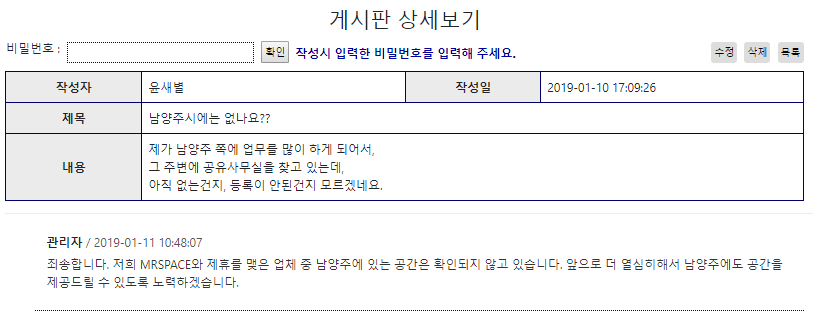 게시판 상세보기
비밀번호 : 확인 작성시 입력한 비밀번호를 입력해 주세요. 수정 삭제 목록
작성자 윤새별 작성일 2019-01-10 17:09:26
제목 남양주시에는 없나요??
내용 제가 남양주 쪽에 업무를 많이 하게 되어서,
그 주변에 공유사무실을 찾고 있는데,
아직 없는건지, 등록이 안된건지 모르겠네요.
관리자 / 2019-01-11 10:48:07
죄송합니다. 저희 MRSPACE와 제휴를 맺은 업체 중 남양주에 있는 공간은 확인되지 않고 있습니다. 앞으로 더 열심히해서 남양주에도 공간을
제공드릴 수 있도록 노력하겠습니다.